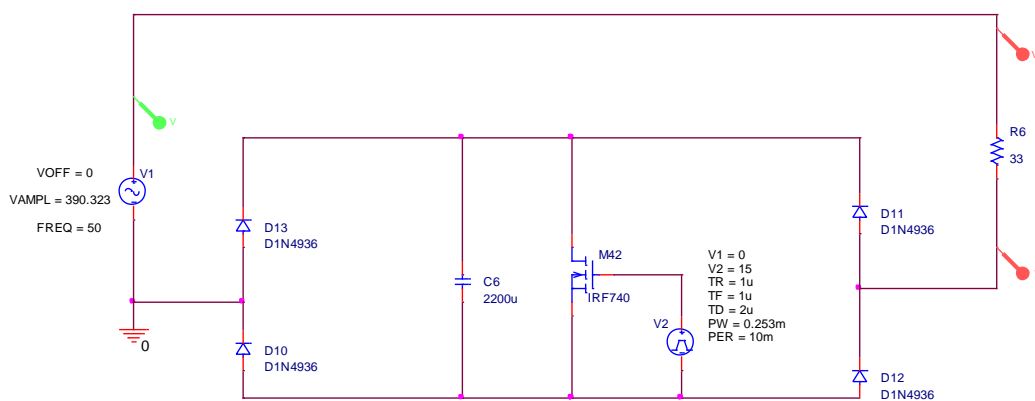 V
V
R6
33
VOFF = 0
V1
VAMPL = 390.323
FREQ = 50
D13
D1N4936
D11
D1N4936
M42
IRF740
V1 = 0
V2 = 15
TR = 1u
TF = 1u
TD = 2u
PW = 0.253m
PER = 10m
C6
2200u
V2
0
D10
D1N4936
D12
D1N4936